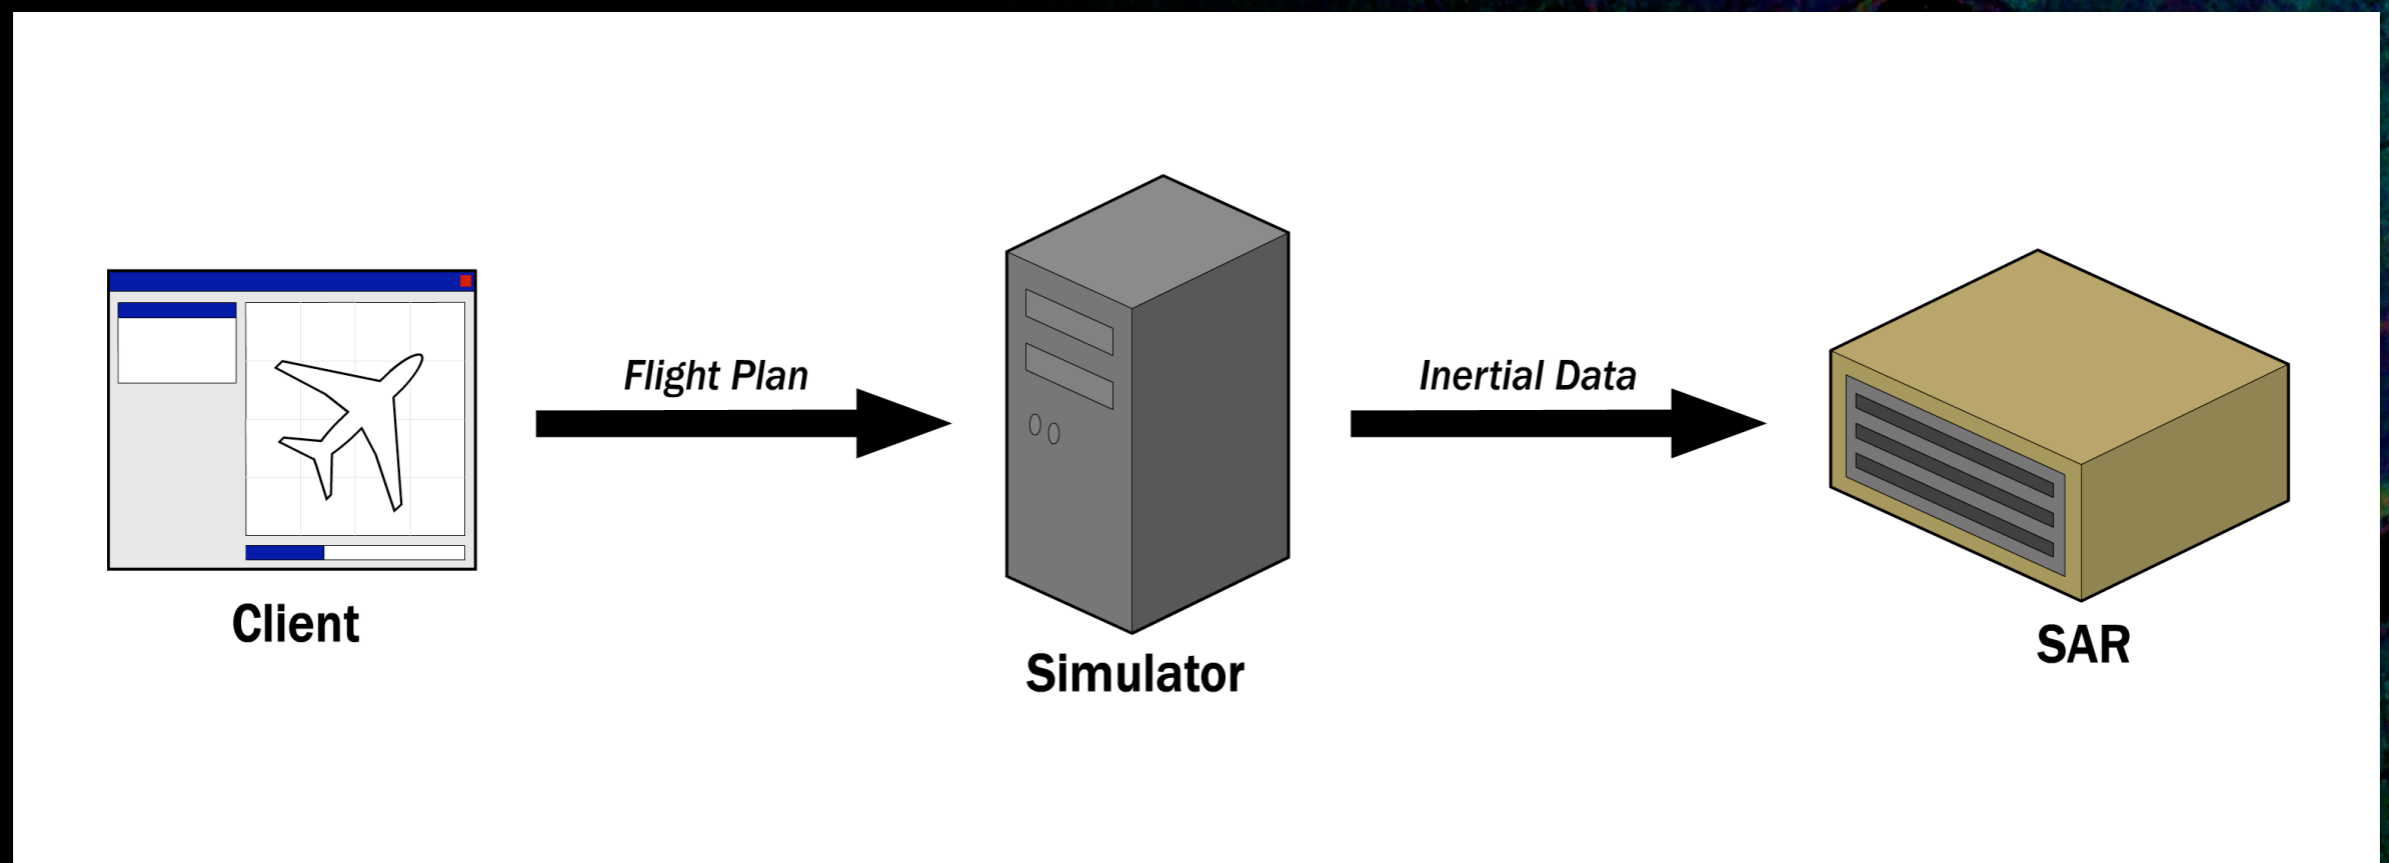 Flight Plan
Inertial Data
Client
Simulator
SAR